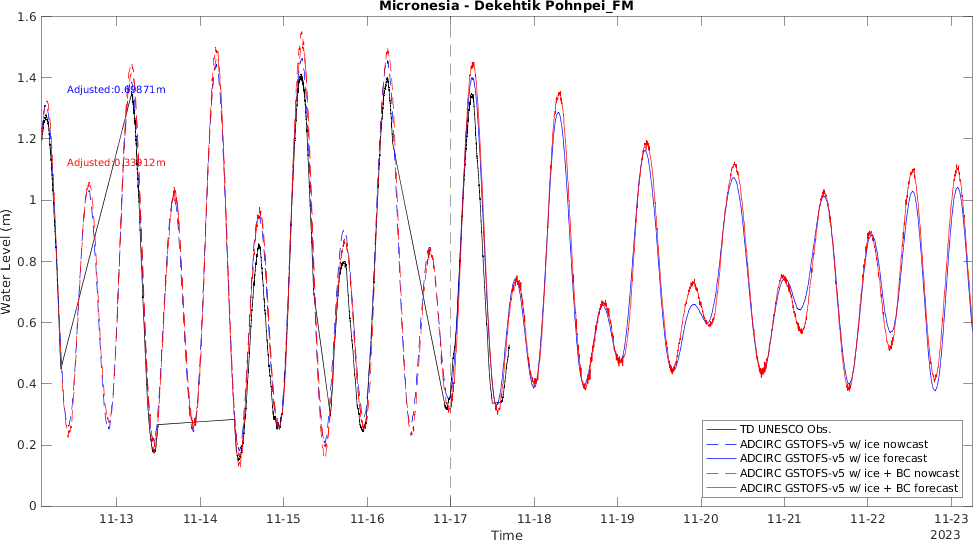 Micronesia - Dekehtik Pohnpei_FM
1.6
1.4
1.2
1
0.8
0.6
0.4
0.2
0
Water Level (m)
Adjusted:0.69871m
Adjusted:0.33912m
TD UNESCO Obs.
ADCIRC GSTOFS-v5 w/ ice nowcast
ADCIRC GSTOFS-v5 w/ ice forecast
ADCIRC GSTOFS-v5 w/ ice + BC nowcast
ADCIRC GSTOFS-v5 w/ ice + BC forecast
11-13 11-14 11-15 11-16 11-17 11-18 11-19 11-20 11-21 11-22 11-23
Time
2023